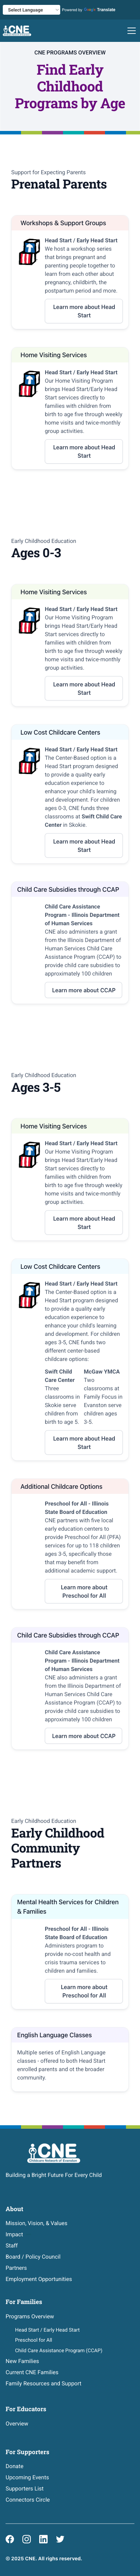 Select Language
Powered by Google Translate
CNE
CNE PROGRAMS OVERVIEW
Find Early
Childhood
Programs by Age
Support for Expecting Parents
Prenatal Parents
Workshops & Support Groups
Head Start / Early Head Start
We host a workshop series
that brings pregnant and
parenting people together to
learn from each other about
pregnancy, childbirth, the
postpartum period and more.
Learn more about Head
Start
Home Visiting Services
Head Start / Early Head Start
Our Home Visiting Program
brings Head Start/Early Head
Start services directly to
families with children from
birth to age five through weekly
home visits and twice-monthly
group activities.
Learn more about Head
Start
Early Childhood Education
Ages 0-3
Home Visiting Services
Head Start / Early Head Start
Our Home Visiting Program
brings Head Start/Early Head
Start services directly to
families with children from
birth to age five through weekly
home visits and twice-monthly
group activities.
Learn more about Head
Start
Low Cost Childcare Centers
Head Start / Early Head Start
The Center-Based option is a
Head Start program designed
to provide a quality early
education experience to
enhance your child's learning
and development. For children
ages 0-3, CNE funds three
classrooms at Swift Child Care
Center in Skokie.
Learn more about Head
Start
Child Care Subsidies through CCAP
Child Care Assistance
Program - Illinois Department
of Human Services
CNE also administers a grant
from the Illinois Department of
Human Services Child Care
Assistance Program (CCAP) to
provide child care subsidies to
approximately 100 children
Learn more about CCAP
Early Childhood Education
Ages 3-5
Home Visiting Services
Head Start / Early Head Start
Our Home Visiting Program
brings Head Start/Early Head
Start services directly to
families with children from
birth to age five through weekly
home visits and twice-monthly
group activities.
Learn more about Head
Start
Low Cost Childcare Centers
Head Start / Early Head Start
The Center-Based option is a
Head Start program designed
to provide a quality early
education experience to
enhance your child's learning
and development. For children
ages 3-5, CNE funds two
different center-based
childcare options:
Swift Child
Care Center
Three
classrooms in
Skokie serve
children from
birth to age 5.
McGaw YMCA
Two
classrooms at
Family Focus in
Evanston serve
children ages
3-5.
Learn more about Head
Start
Additional Childcare Options
Preschool for All - Illinois
State Board of Education
CNE partners with five local
early education centers to
provide Preschool for All (PFA)
services for up to 118 children
ages 3-5, specifically those
that may benefit from
additional academic support.
Learn more about
Preschool for All
Child Care Subsidies through CCAP
Child Care Assistance
Program - Illinois Department
of Human Services
CNE also administers a grant
from the Illinois Department of
Human Services Child Care
Assistance Program (CCAP) to
provide child care subsidies to
approximately 100 children
Learn more about CCAP
Early Childhood Education
Early Childhood
Community
Partners
Mental Health Services for Children
& Families
Preschool for All - Illinois
State Board of Education
Administers program to
provide no-cost health and
crisis trauma services to
children and families.
Learn more about
Preschool for All
English Language Classes
Multiple series of English Language
classes - offered to both Head Start
enrolled parents and ot the broader
community.
CNE
Building a Bright Future For Every Child
About
Mission, Vision, & Values
Impact
Staff
Board / Policy Council
Partners
Employment Opportunities
For Families
Programs Overview
Head Start / Early Head Start
Preschool for All
Child Care Assistance Program (CCAP)
New Families
Current CNE Families
Family Resources and Support
For Educators
Overview
For Supporters
Donate
Upcoming Events
Supporters List
Connectors Circle
© 2025 CNE. All rights reserved.